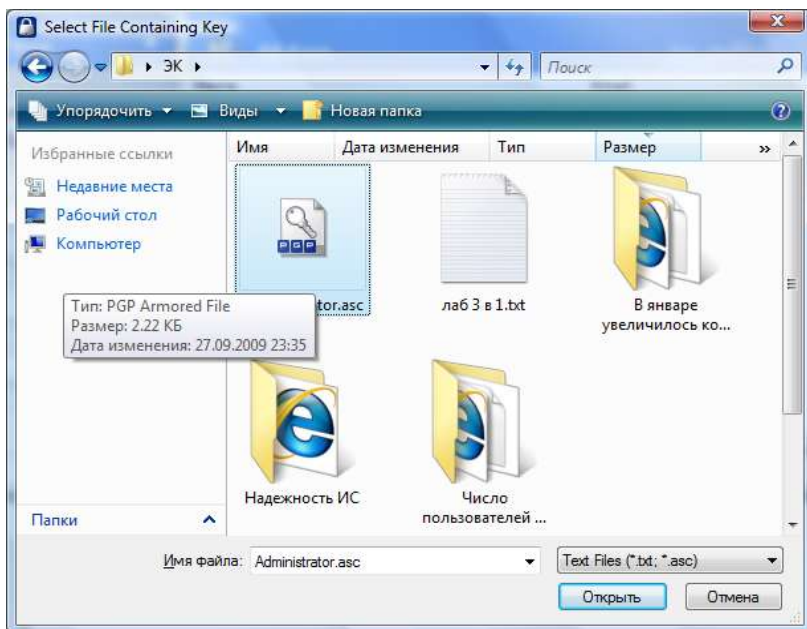 Select File Containing Key
ЭК
Поиск
Упорядочить
Виды
Новая папка
Избранные ссылки
Недавние места
Рабочий стол
Компьютер
Имя
Дата изменения
Тип
Размер
»
PGP
tor.asc
лаб 3 в 1.txt
В январе
увеличилось ко...
Тип: PGP Armored File
Размер: 2.22 КБ
Дата изменения: 27.09.2009 23:35
Надежность ИС
Число
пользователей ...
Папки
Имя файла:
Administrator.asc
Text Files (*.txt; *.asc)
Открыть
Отмена